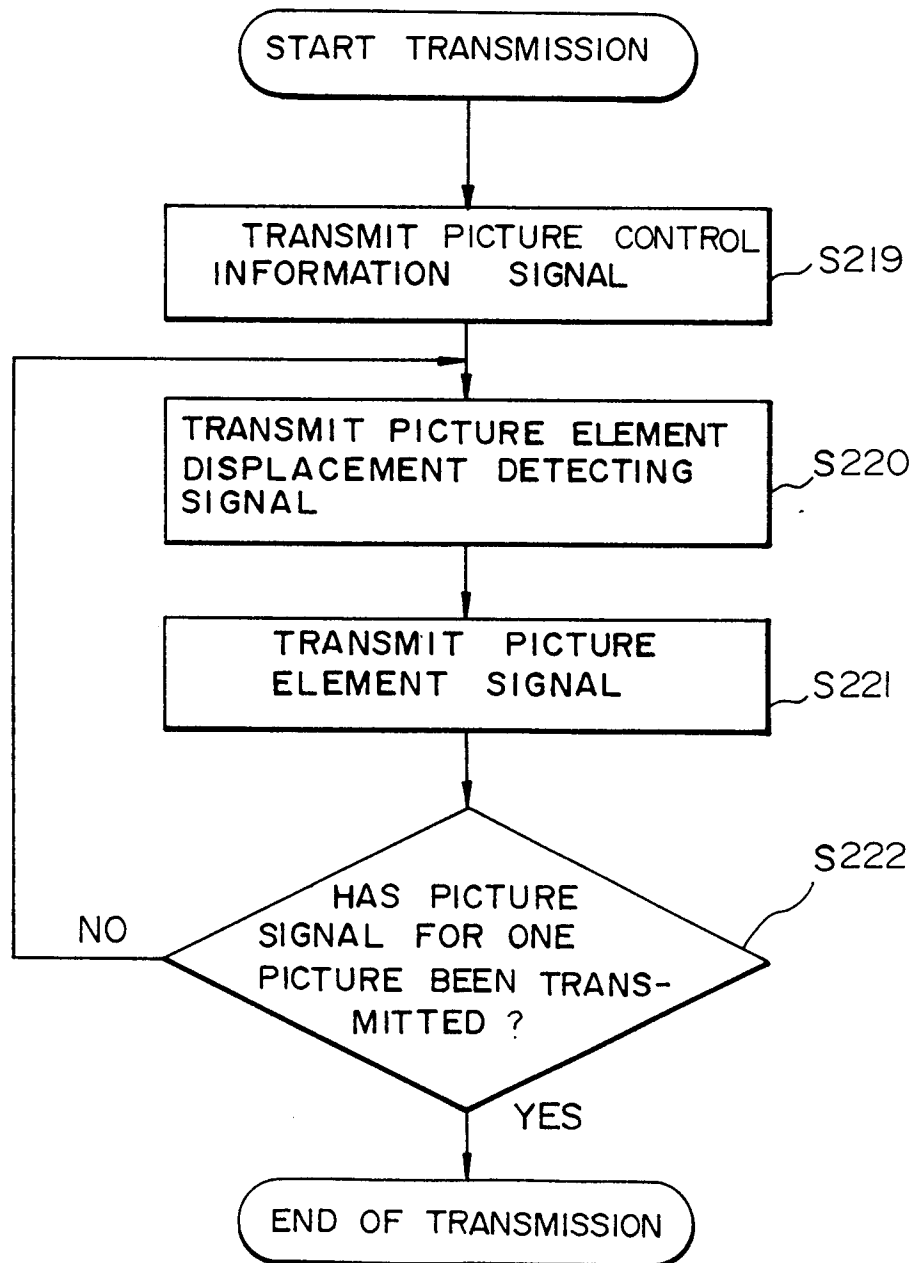 START TRANSMISSION
TRANSMIT PICTURE CONTROL
INFORMATION SIGNAL
S219
TRANSMIT PICTURE ELEMENT
DISPLACEMENT DETECTING
SIGNAL
S220
TRANSMIT PICTURE
ELEMENT SIGNAL
S221
HAS PICTURE
SIGNAL FOR ONE
PICTURE BEEN TRANS-
MITTED ?
S222
NO
YES
END OF TRANSMISSION